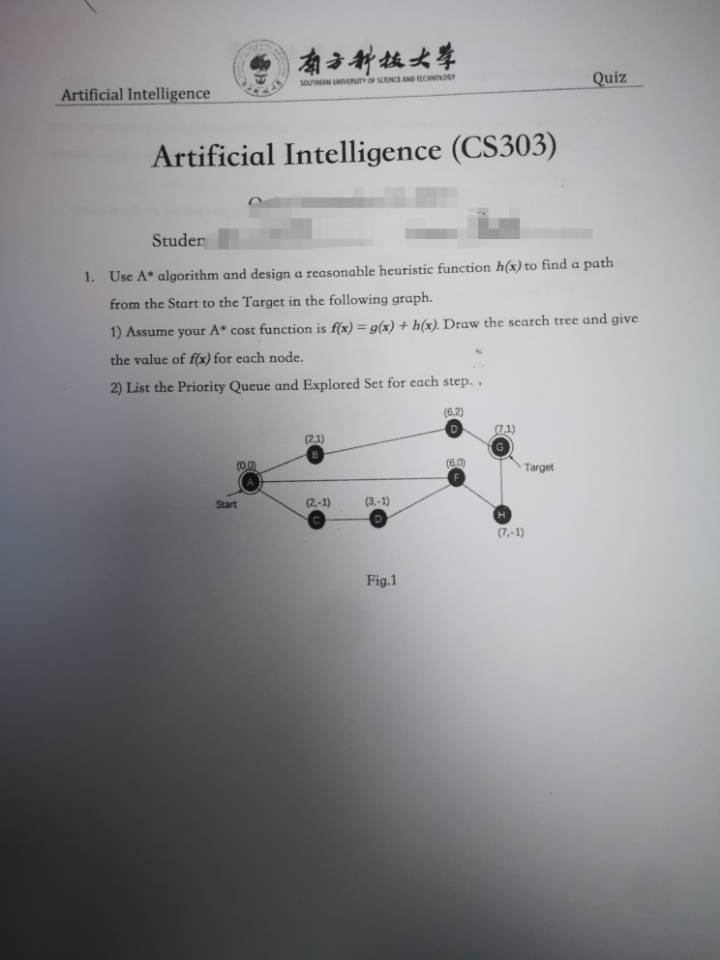 南方科技大学
SOUTHERN UNIVERSITY OF SCIENCE AND TECHNOLOGY
Artificial Intelligence
Quiz
Artificial Intelligence (CS303)
Studen
1. Use A* algorithm and design a reasonable heuristic function h(x) to find a path
from the Start to the Target in the following graph.
1) Assume your A* cost function is f(x) = g(x) + h(x). Draw the search tree and give
the value of f(x) for each node.
2) List the Priority Queue and Explored Set for each step. .
(6,2)
D
(7,1)
G
(2,1)
B
Target
(0,0)
A
(6,0)
F
Start
(2,-1)
C
(3,-1)
D
H
(7,-1)
Fig.1